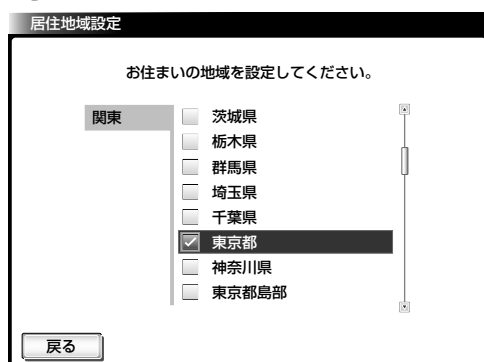 居住地域設定
お住まいの地域を設定してください。
関東
茨城県
栃木県
群馬県
埼玉県
千葉県
東京都
神奈川県
東京都島部
戻る